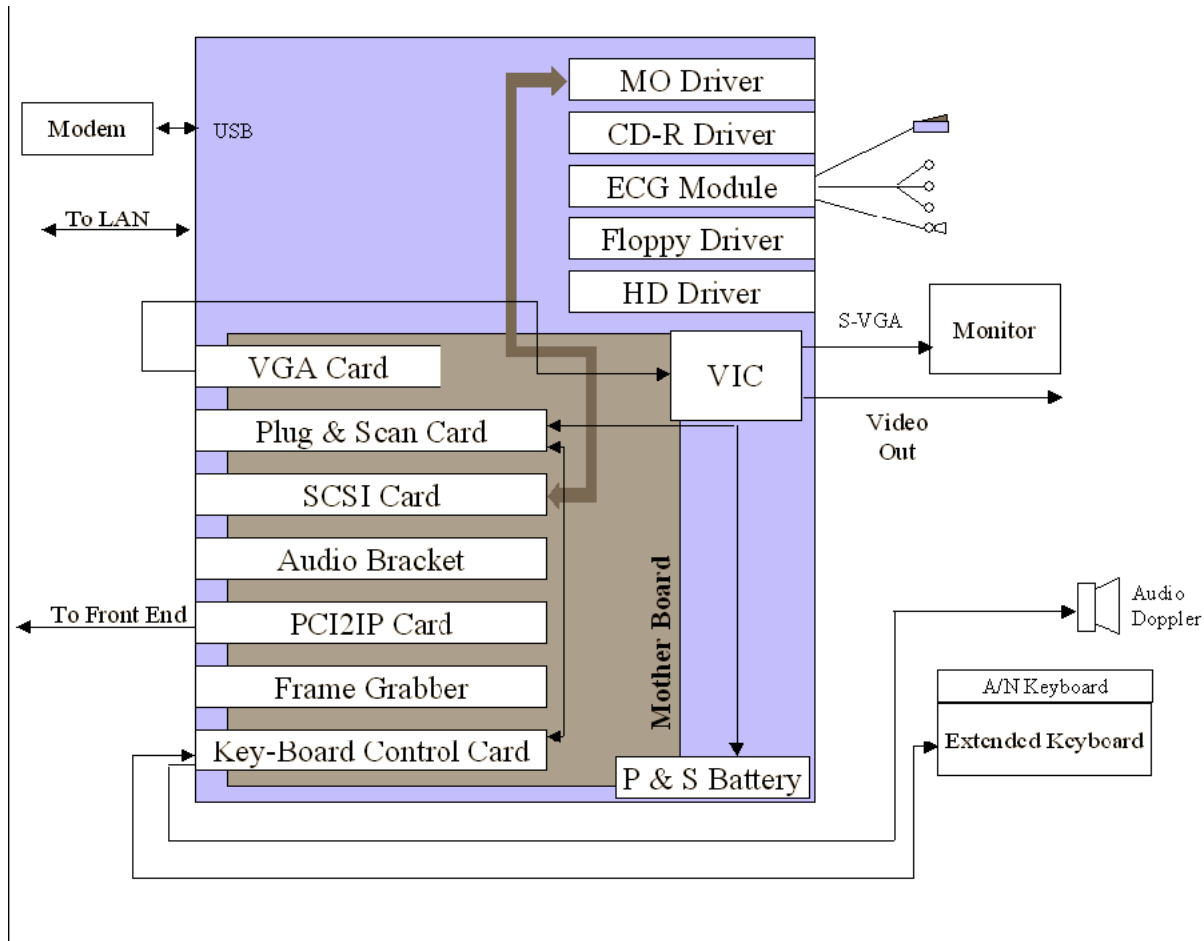 MO Driver
Modem
USB
CD-R Driver
ECG Module
To LAN
Floppy Driver
HD Driver
S-VGA
Monitor
VGA Card
VIC
Plug & Scan Card
Video
Out
SCSI Card
Audio Bracket
Mother Board
To Front End
PCI2IP Card
Audio
Doppler
Frame Grabber
A/N Keyboard
Extended Keyboard
Key-Board Control Card
P & S Battery